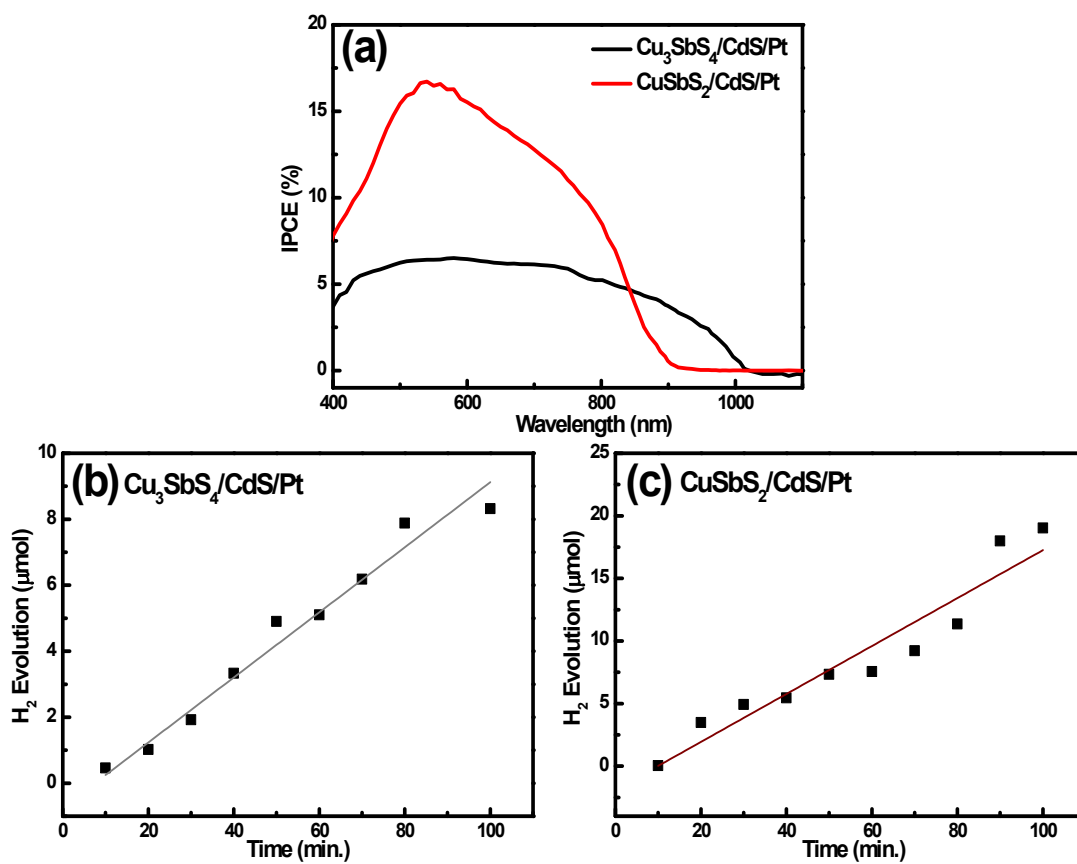 (a)
Cu₃SbS₄/CdS/Pt
CuSbS₂/CdS/Pt
20
15
10
5
0
IPCE (%)
400 600 800 1000
Wavelength (nm)
(b) Cu₃SbS₄/CdS/Pt
10
8
6
4
2
0
H₂ Evolution (μmol)
0 20 40 60 80 100
Time (min.)
(c) CuSbS₂/CdS/Pt
25
20
15
10
5
0
H₂ Evolution (μmol)
0 20 40 60 80 100
Time (min.)